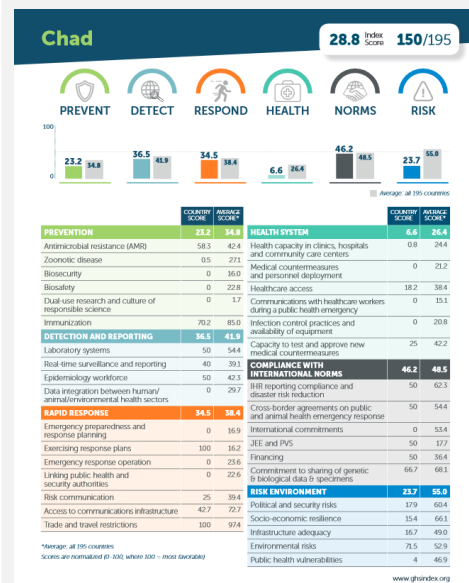 Chad
28.8 Index Score 150/195
PREVENT DETECT RESPOND HEALTH NORMS RISK
100
0
23.2 34.8
36.5 41.9
34.5 38.4
6.6 26.4
46.2 48.5
23.7 55.0
Average: all 195 countries
COUNTRY SCORE AVERAGE SCORE*
PREVENTION 23.2 34.8
Antimicrobial resistance (AMR) 58.3 42.4
Zoonotic disease 0.5 27.1
Biosecurity 0 16.0
Biosafety 0 22.8
Dual-use research and culture of
responsible science 0 1.7
Immunization 70.2 85.0
DETECTION AND REPORTING 36.5 41.9
Laboratory systems 50 54.4
Real-time surveillance and reporting 40 39.1
Epidemiology workforce 50 42.3
Data integration between human/
animal/environmental health sectors 0 29.7
RAPID RESPONSE 34.5 38.4
Emergency preparedness and
response planning 0 16.9
Exercising response plans 100 16.2
Emergency response operation 0 23.6
Linking public health and
security authorities 0 22.6
Risk communication 25 39.4
Access to communications infrastructure 42.7 72.7
Trade and travel restrictions 100 97.4
*Average: all 195 countries
Scores are normalized (0-100, where 100 = most favorable)
COUNTRY SCORE AVERAGE SCORE*
HEALTH SYSTEM 6.6 26.4
Health capacity in clinics, hospitals
and community care centers 0.8 24.4
Medical countermeasures
and personnel deployment 0 21.2
Healthcare access 18.2 38.4
Communications with healthcare workers
during a public health emergency 0 15.1
Infection control practices and
availability of equipment 0 20.8
Capacity to test and approve new
medical countermeasures 25 42.2
COMPLIANCE WITH
INTERNATIONAL NORMS 46.2 48.5
IHR reporting compliance and
disaster risk reduction 50 62.3
Cross-border agreements on public
and animal health emergency response 50 54.4
International commitments 0 53.4
JEE and PVS 50 17.7
Financing 50 36.4
Commitment to sharing of genetic
& biological data & specimens 66.7 68.1
RISK ENVIRONMENT 23.7 55.0
Political and security risks 17.9 60.4
Socio-economic resilience 15.4 66.1
Infrastructure adequacy 16.7 49.0
Environmental risks 71.5 52.9
Public health vulnerabilities 4 46.9
www.ghsindex.org